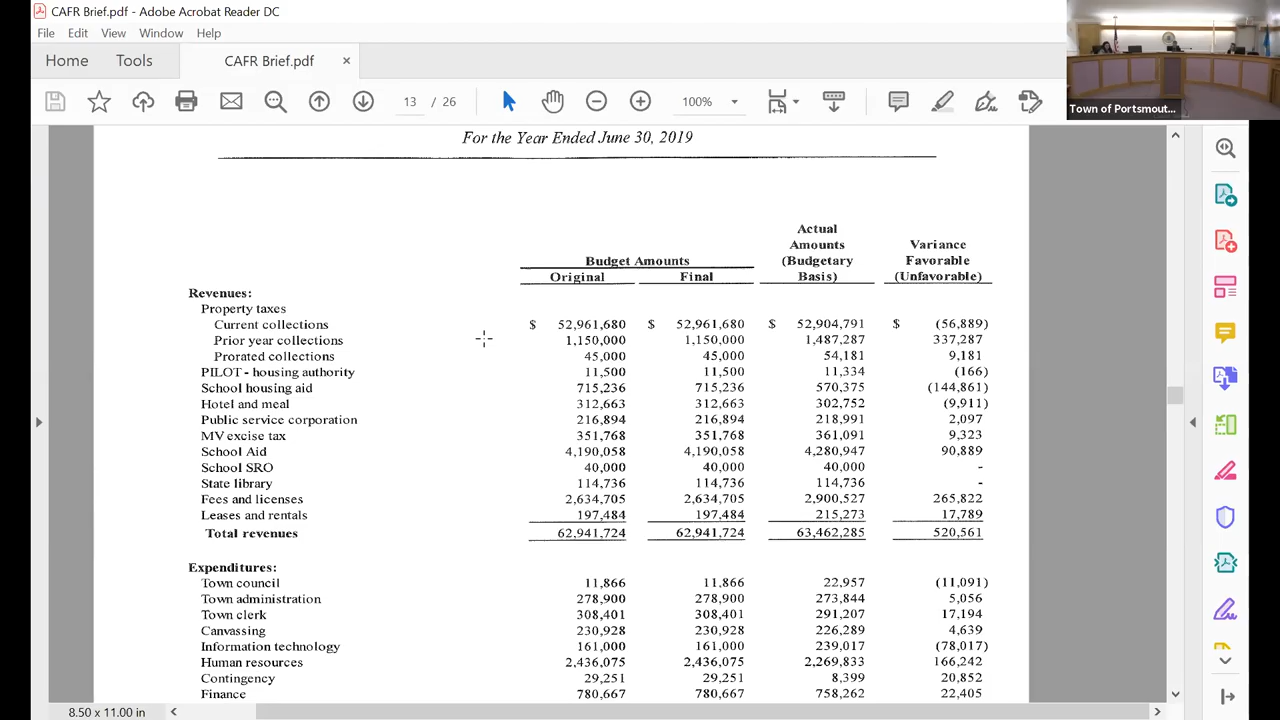 CAFR Brief.pdf - Adobe Acrobat Reader DC
File Edit View Window Help
Home Tools CAFR Brief.pdf ×
13 / 26 100%
Town of Portsmout...
For the Year Ended June 30, 2019
Actual
Amounts Variance
Budget Amounts (Budgetary Favorable
Original Final Basis) (Unfavorable)
Revenues:
Property taxes
Current collections $ 52,961,680 $ 52,961,680 $ 52,904,791 $ (56,889)
Prior year collections 1,150,000 1,150,000 1,487,287 337,287
Prorated collections 45,000 45,000 54,181 9,181
PILOT - housing authority 11,500 11,500 11,334 (166)
School housing aid 715,236 715,236 570,375 (144,861)
Hotel and meal 312,663 312,663 302,752 (9,911)
Public service corporation 216,894 216,894 218,991 2,097
MV excise tax 351,768 351,768 361,091 9,323
School Aid 4,190,058 4,190,058 4,280,947 90,889
School SRO 40,000 40,000 40,000 -
State library 114,736 114,736 114,736 -
Fees and licenses 2,634,705 2,634,705 2,900,527 265,822
Leases and rentals 197,484 197,484 215,273 17,789
Total revenues 62,941,724 62,941,724 63,462,285 520,561
Expenditures:
Town council 11,866 11,866 22,957 (11,091)
Town administration 278,900 278,900 273,844 5,056
Town clerk 308,401 308,401 291,207 17,194
Canvassing 230,928 230,928 226,289 4,639
Information technology 161,000 161,000 239,017 (78,017)
Human resources 2,436,075 2,436,075 2,269,833 166,242
Contingency 29,251 29,251 8,399 20,852
Finance 780,667 780,667 758,262 22,405
8.50 x 11.00 in